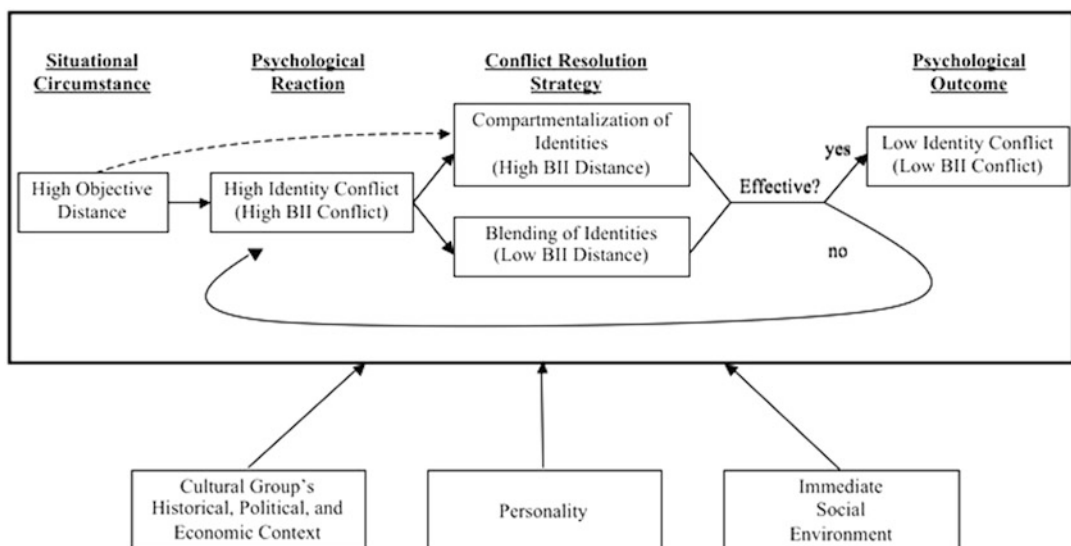 Situational
Circumstance
Psychological
Reaction
Conflict Resolution
Strategy
Psychological
Outcome
Compartmentalization of
Identities
(High BII Distance)
yes
Low Identity Conflict
(Low BII Conflict)
High Objective
Distance
High Identity Conflict
(High BII Conflict)
Effective?
Blending of Identities
(Low BII Distance)
no
Cultural Group's
Historical, Political, and
Economic Context
Personality
Immediate
Social
Environment